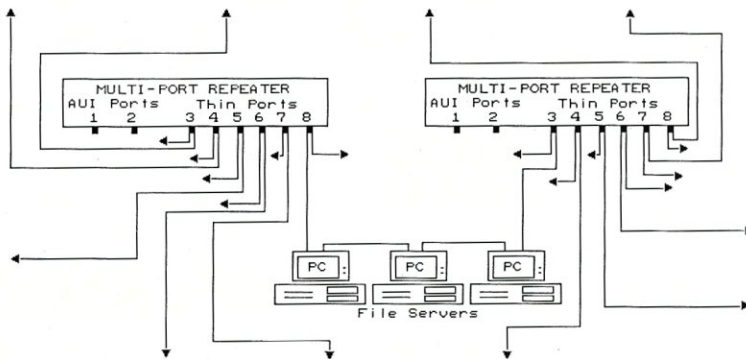 MULTI-PORT REPEATER
AUI Ports Thin Ports
1 2 3 4 5 6 7 8
MULTI-PORT REPEATER
AUI Ports Thin Ports
1 2 3 4 5 6 7 8
PC PC PC
File Servers